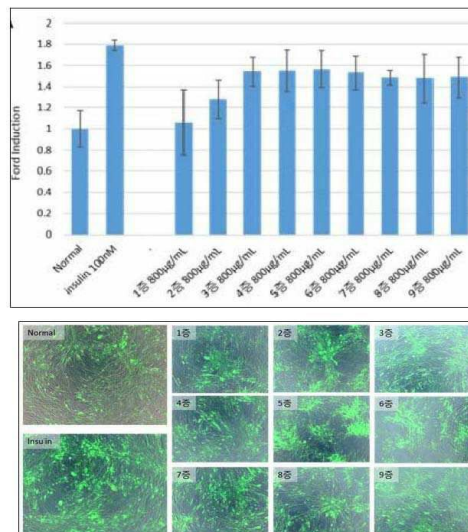 2
1.8
1.6
1.4
1.2
1
0.8
0.6
0.4
0.2
0
Ford Induction
Normal
insulin 100nM
1종 800μg/mL
2종 800μg/mL
3종 800μg/mL
4종 800μg/mL
5종 800μg/mL
6종 800μg/mL
7종 800μg/mL
8종 800μg/mL
9종 800μg/mL
Normal
1종
2종
3종
4종
5종
6종
Insulin
7종
8종
9종